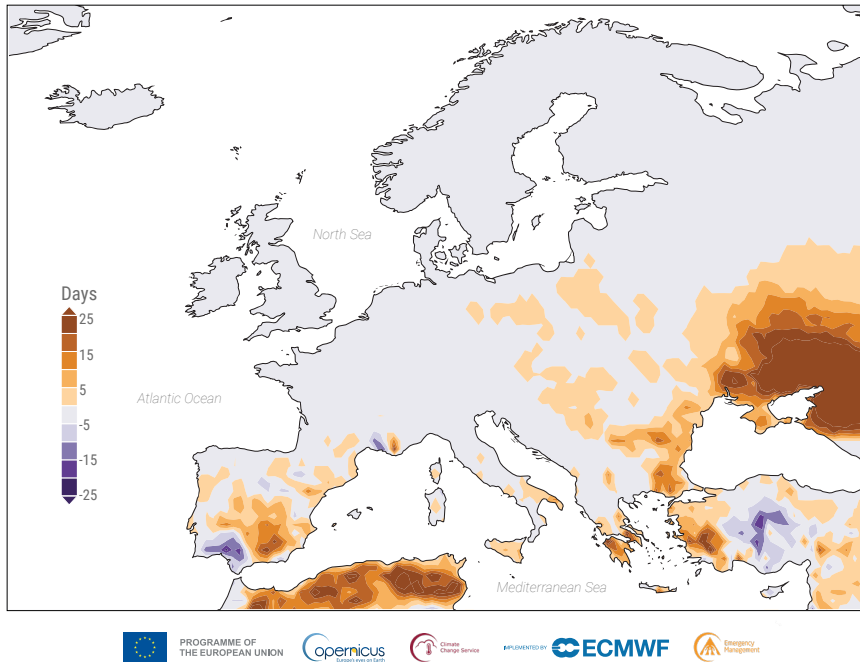 North Sea
Days
25
15
5
-5
-15
-25
Atlantic Ocean
Mediterranean Sea
PROGRAMME OF
THE EUROPEAN UNION
Copernicus
Europe's eyes on Earth
Climate
Change Service
IMPLEMENTED BY
ECMWF
Emergency
Management